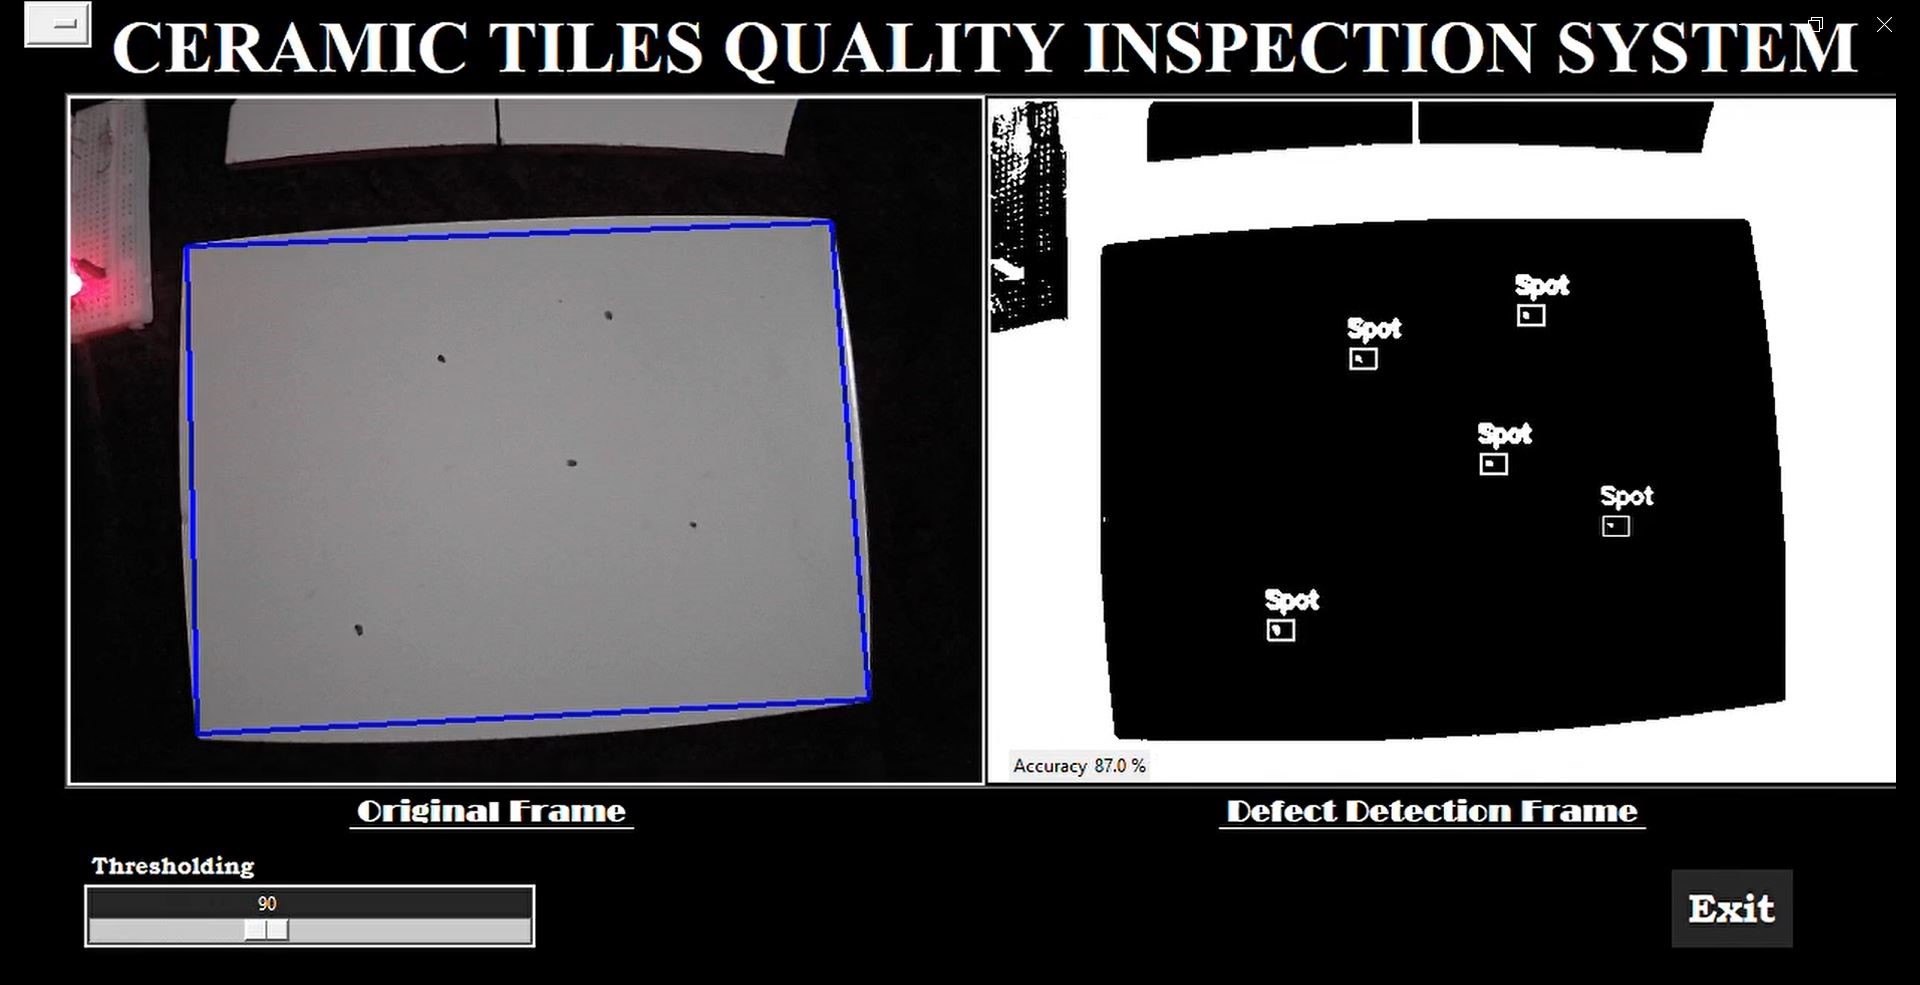 CERAMIC TILES QUALITY INSPECTION SYSTEM
Spot
Spot
Spot
Spot
Spot
Accuracy 87.0 %
Original Frame
Defect Detection Frame
Thresholding
90
Exit